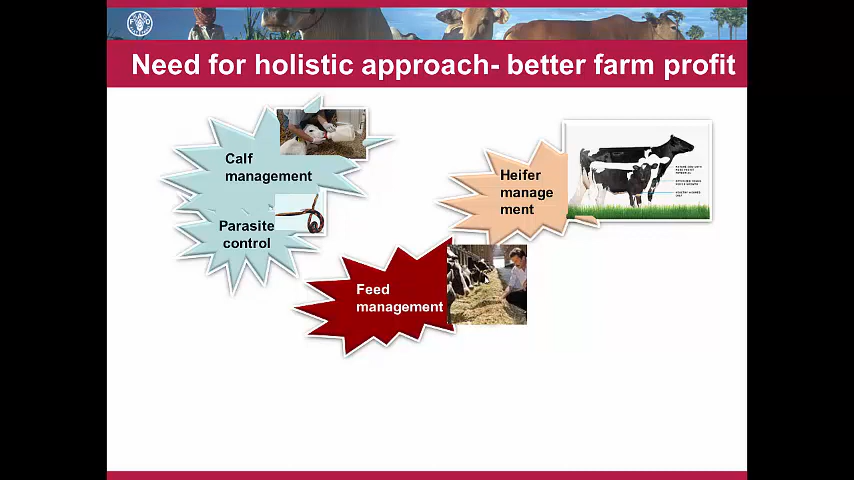 Need for holistic approach- better farm profit
Calf
management
Parasite
control
Heifer
manage
ment
Feed
management